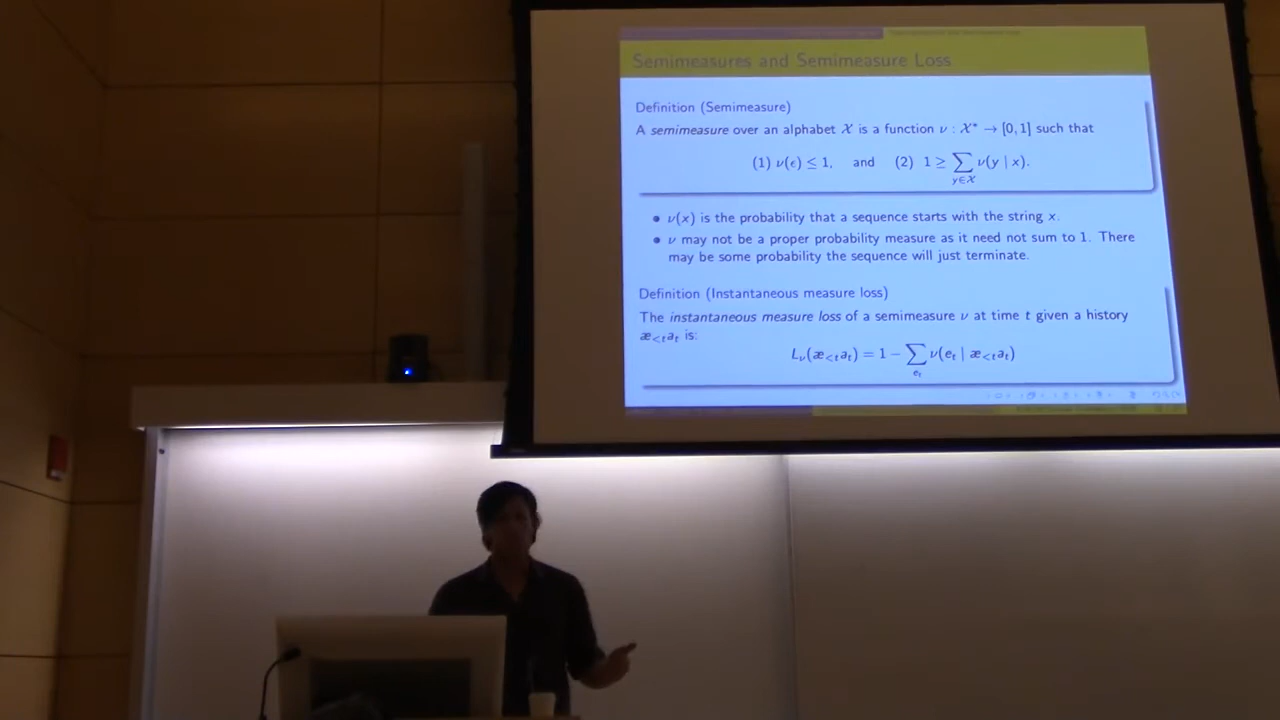 Semimeasures and Semimeasure Loss
Definition (Semimeasure)
A semimeasure over an alphabet 𝒳 is a function ν : 𝒳* → [0, 1] such that
(1) ν(ϵ) ≤ 1, and (2) 1 ≥ ∑ ν(y | x).
y∈𝒳
• ν(x) is the probability that a sequence starts with the string x.
• ν may not be a proper probability measure as it need not sum to 1. There
may be some probability the sequence will just terminate.
Definition (Instantaneous measure loss)
The instantaneous measure loss of a semimeasure ν at time t given a history
æ<tat is:
Lν(æ<tat) = 1 − ∑ ν(et | æ<tat)
et